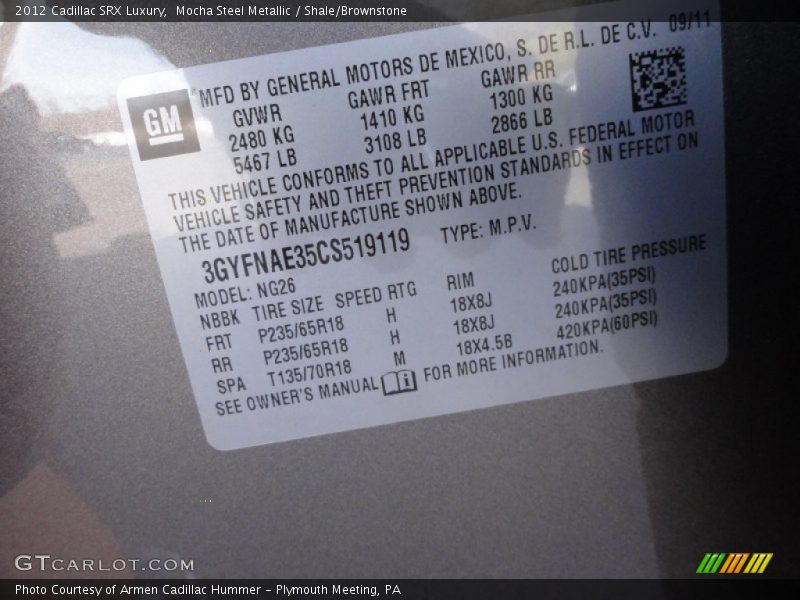 2012 Cadillac SRX Luxury,  Mocha Steel Metallic / Shale/Brownstone
GM
MFD BY GENERAL MOTORS DE MEXICO, S. DE R.L. DE C.V. 09/11
GVWR GAWR FRT GAWR RR
2480 KG 1410 KG 1300 KG
5467 LB 3108 LB 2866 LB
THIS VEHICLE CONFORMS TO ALL APPLICABLE U.S. FEDERAL MOTOR
VEHICLE SAFETY AND THEFT PREVENTION STANDARDS IN EFFECT ON
THE DATE OF MANUFACTURE SHOWN ABOVE.
3GYFNAE35CS519119 TYPE: M.P.V.
MODEL: NG26
NBBK TIRE SIZE SPEED RTG RIM COLD TIRE PRESSURE
FRT P235/65R18 H 18X8J 240KPA(35PSI)
RR P235/65R18 H 18X8J 240KPA(35PSI)
SPA T135/70R18 M 18X4.5B 420KPA(60PSI)
SEE OWNER'S MANUAL FOR MORE INFORMATION.
GTCARLOT.COM
Photo Courtesy of Armen Cadillac Hummer - Plymouth Meeting, PA